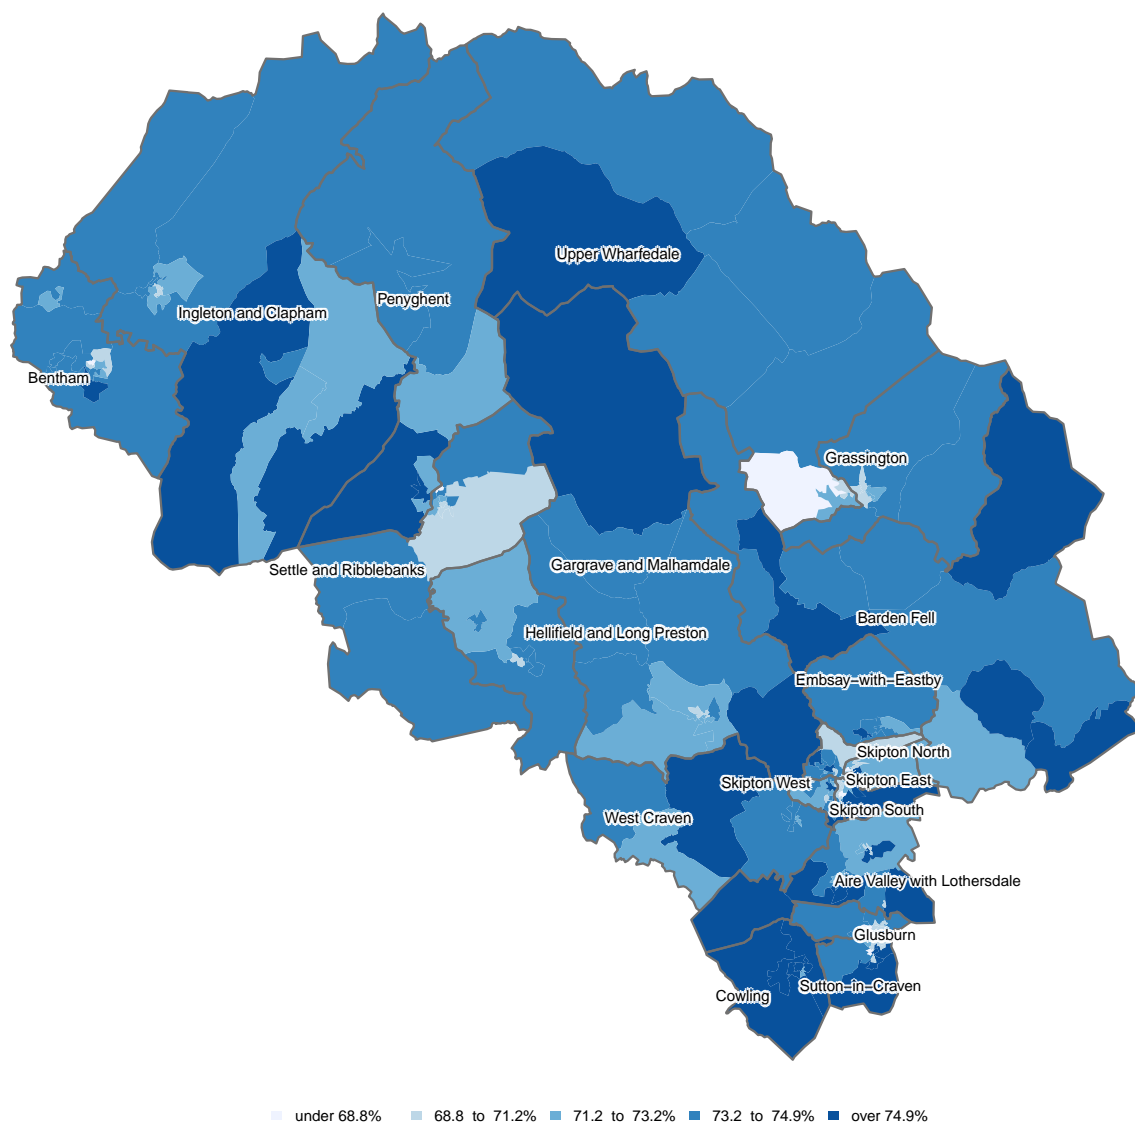 Upper Wharfedale
Penyghent
Ingleton and Clapham
Bentham
Grassington
Gargrave and Malhamdale
Settle and Ribblebanks
Barden Fell
Hellifield and Long Preston
Embsay–with–Eastby
Skipton North
Skipton East
Skipton West
Skipton South
West Craven
Aire Valley with Lothersdale
Glusburn
Sutton–in–Craven
Cowling
under 68.8% 68.8 to 71.2% 71.2 to 73.2% 73.2 to 74.9% over 74.9%